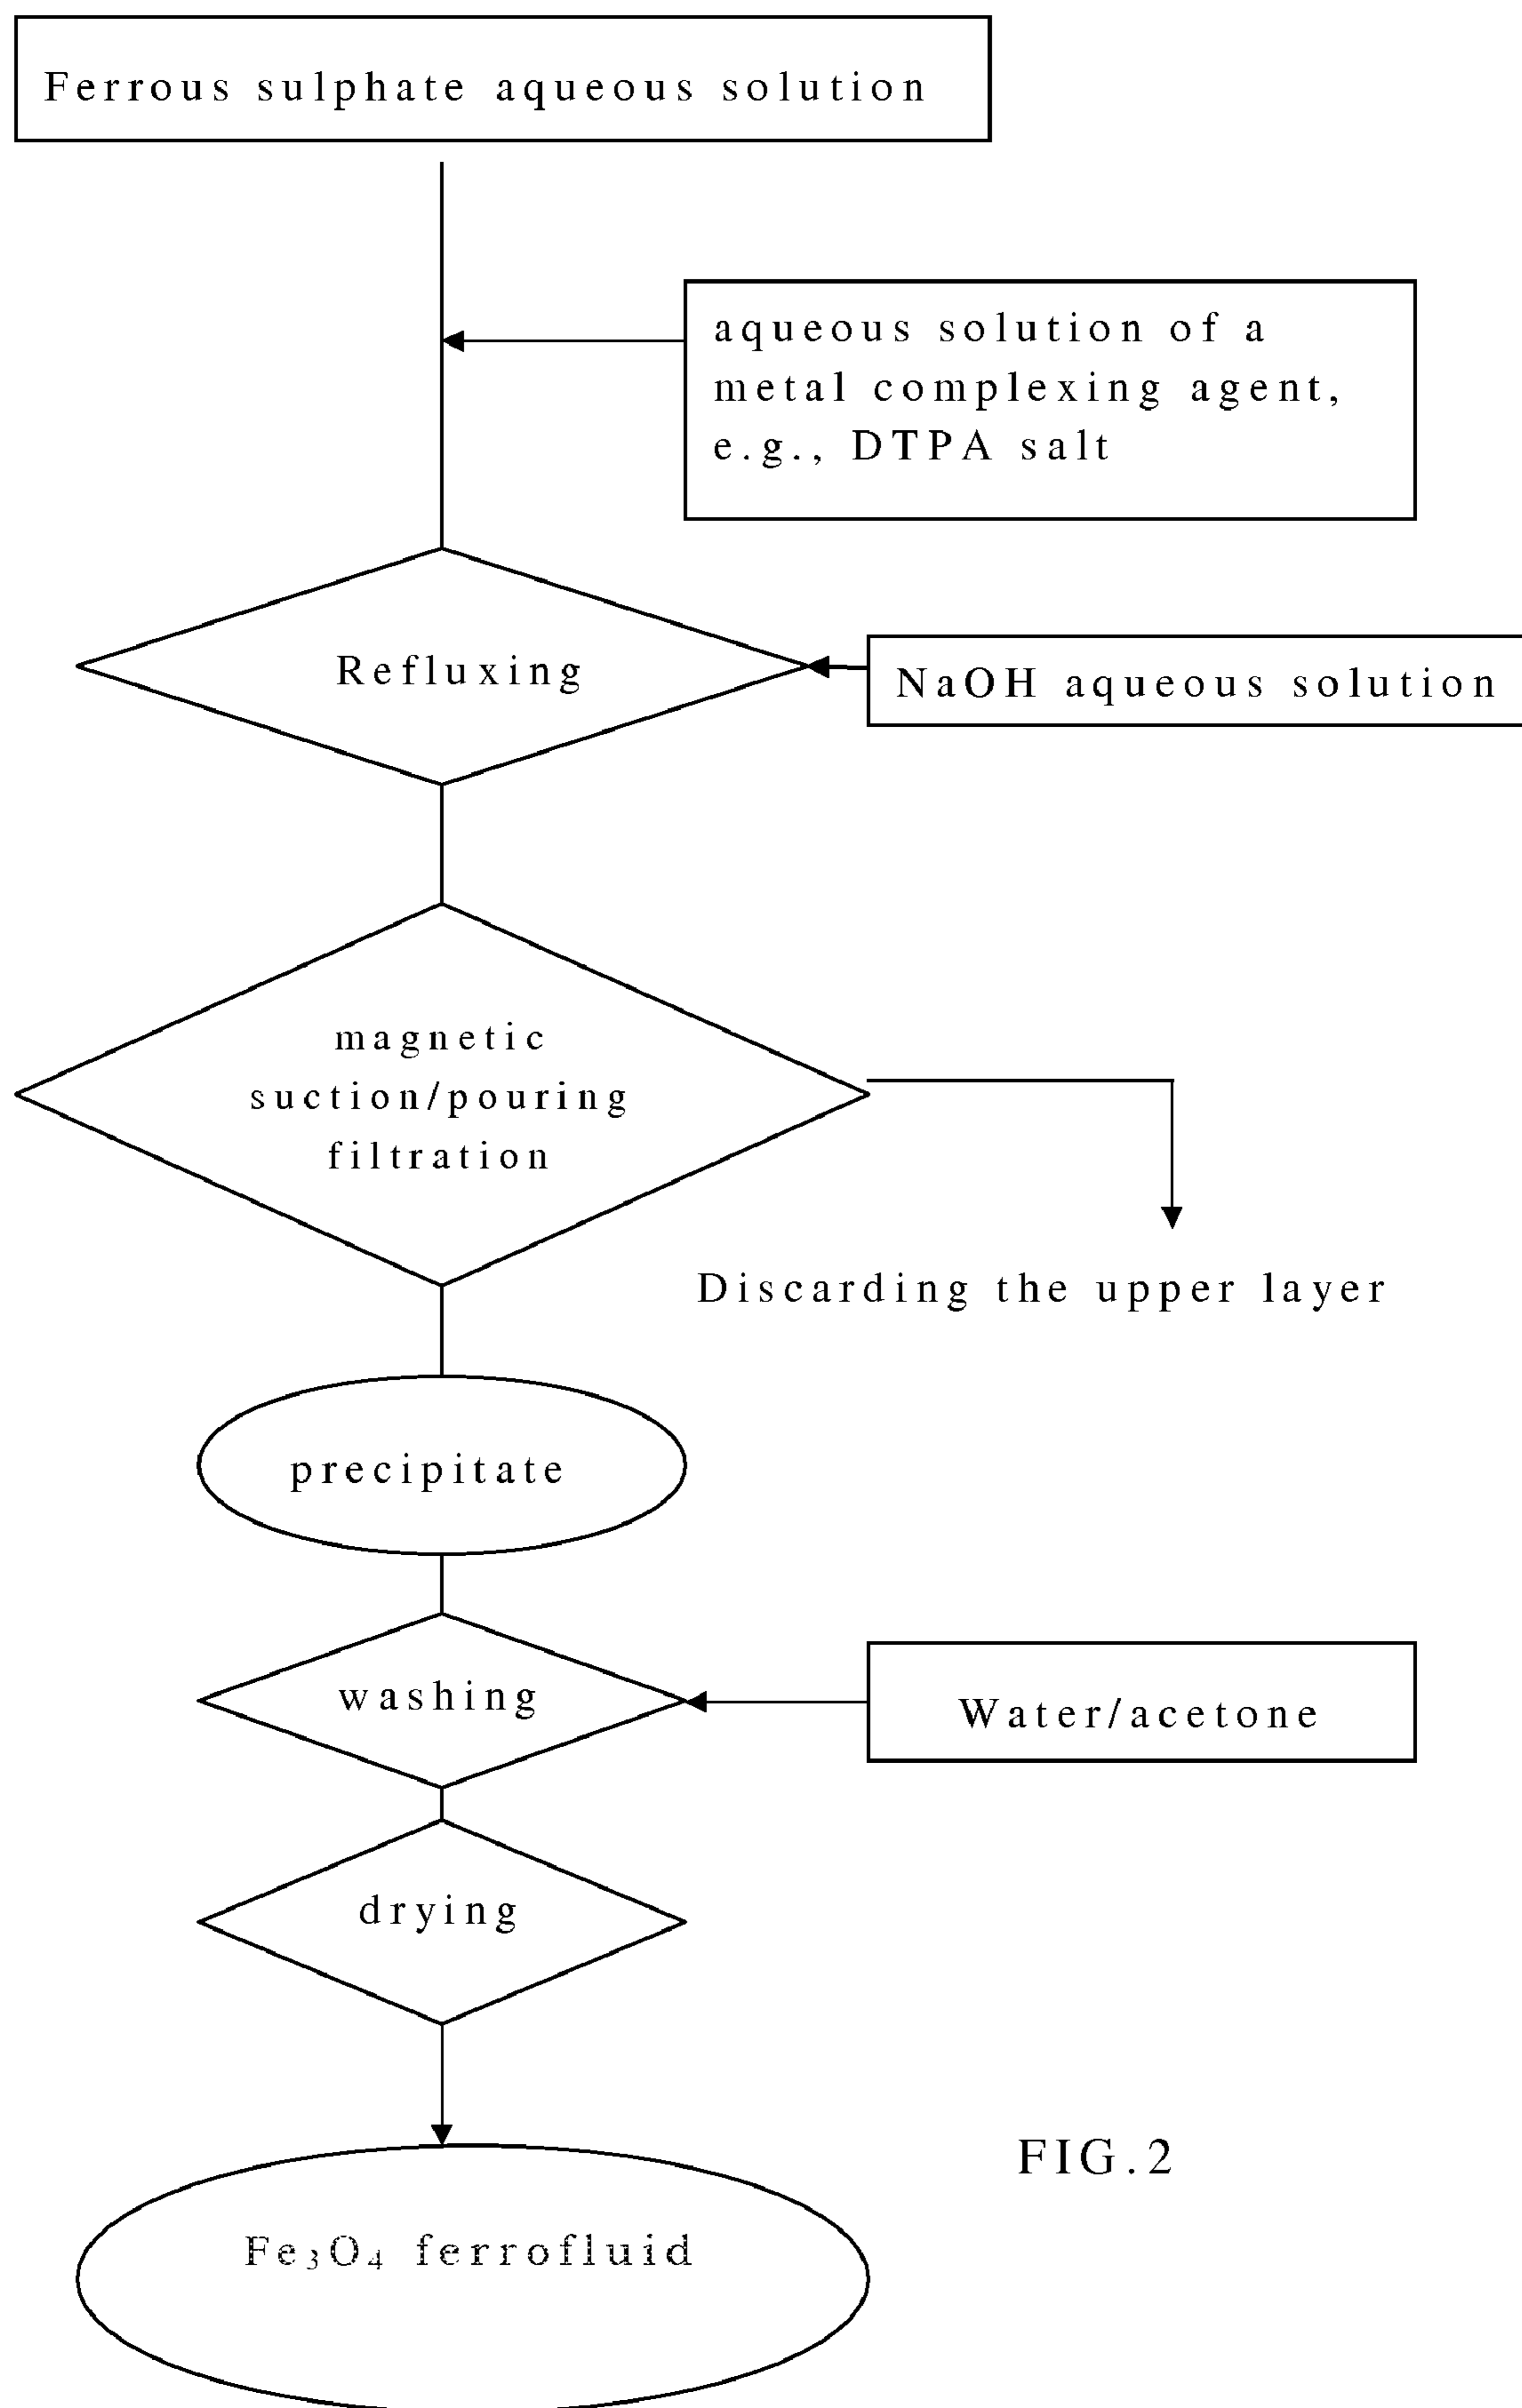 Ferrous sulphate aqueous solution
aqueous solution of a
metal complexing agent,
e.g., DTPA salt
Refluxing
NaOH aqueous solution
magnetic
suction/pouring
filtration
Discarding the upper layer
precipitate
washing
Water/acetone
drying
FIG.2
Fe₃O₄ ferrofluid